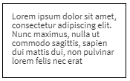 Lorem ipsum dolor sit amet,
consectetur adipiscing elit.
Nunc maximus, nulla ut
commodo sagittis, sapien
dui mattis dui, non pulvinar
lorem felis nec erat